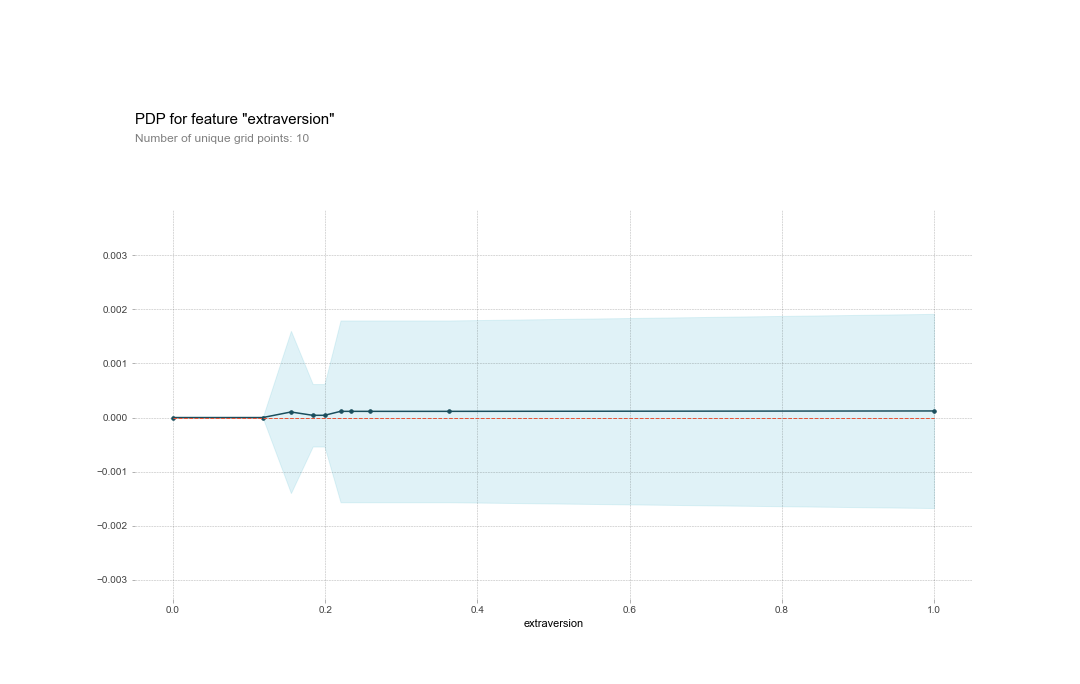 PDP for feature "extraversion"
Number of unique grid points: 10
0.003
0.002
0.001
0.000
−0.001
−0.002
−0.003
0.0 0.2 0.4 0.6 0.8 1.0
extraversion